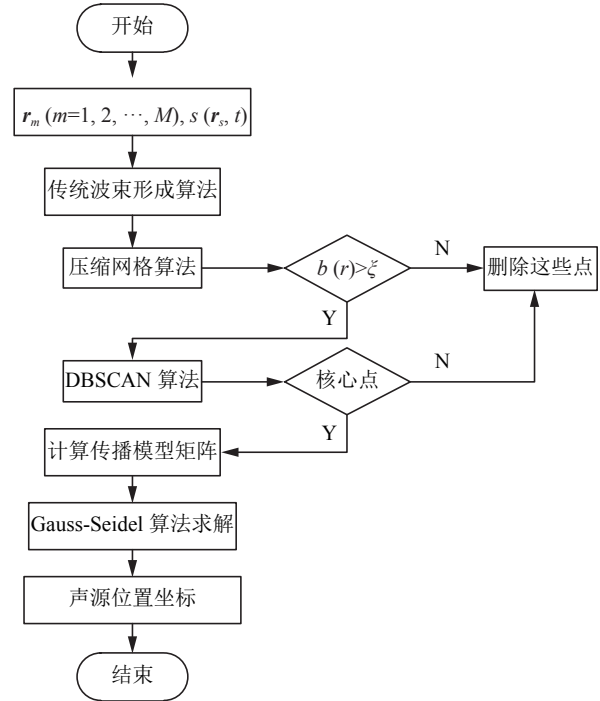 开始
r_m (m=1, 2, ⋯, M), s (r_s, t)
传统波束形成算法
压缩网格算法
b (r)>ξ
N
删除这些点
Y
DBSCAN 算法
核心点
N
Y
计算传播模型矩阵
Gauss-Seidel 算法求解
声源位置坐标
结束